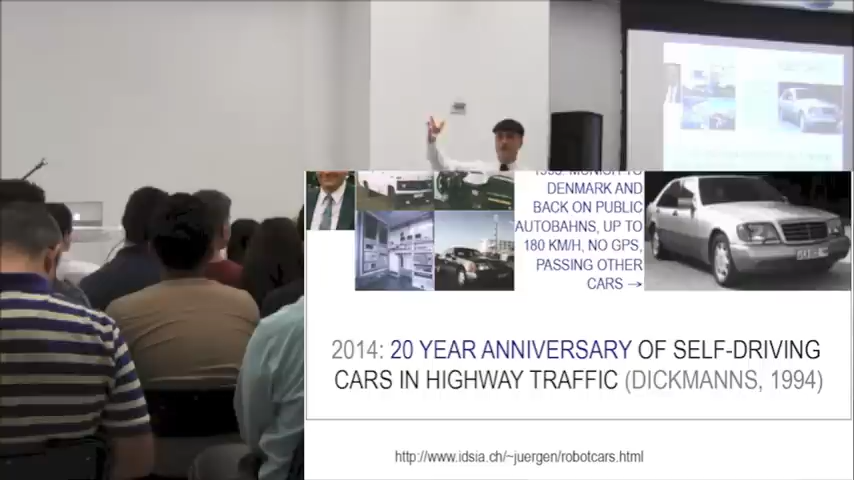 DENMARK AND
BACK ON PUBLIC
AUTOBAHNS, UP TO
180 KM/H, NO GPS,
PASSING OTHER
CARS →
2014: 20 YEAR ANNIVERSARY OF SELF-DRIVING
CARS IN HIGHWAY TRAFFIC (DICKMANNS, 1994)
http://www.idsia.ch/~juergen/robotcars.html